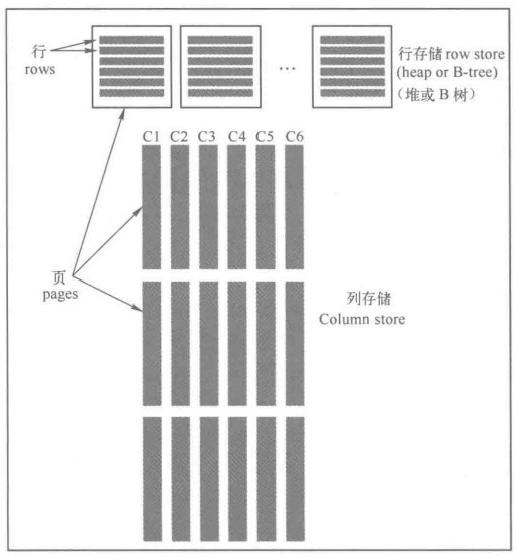 行
rows
…
行存储 row store
(heap or B-tree)
（堆或 B 树）
C1 C2 C3 C4 C5 C6
页
pages
列存储
Column store